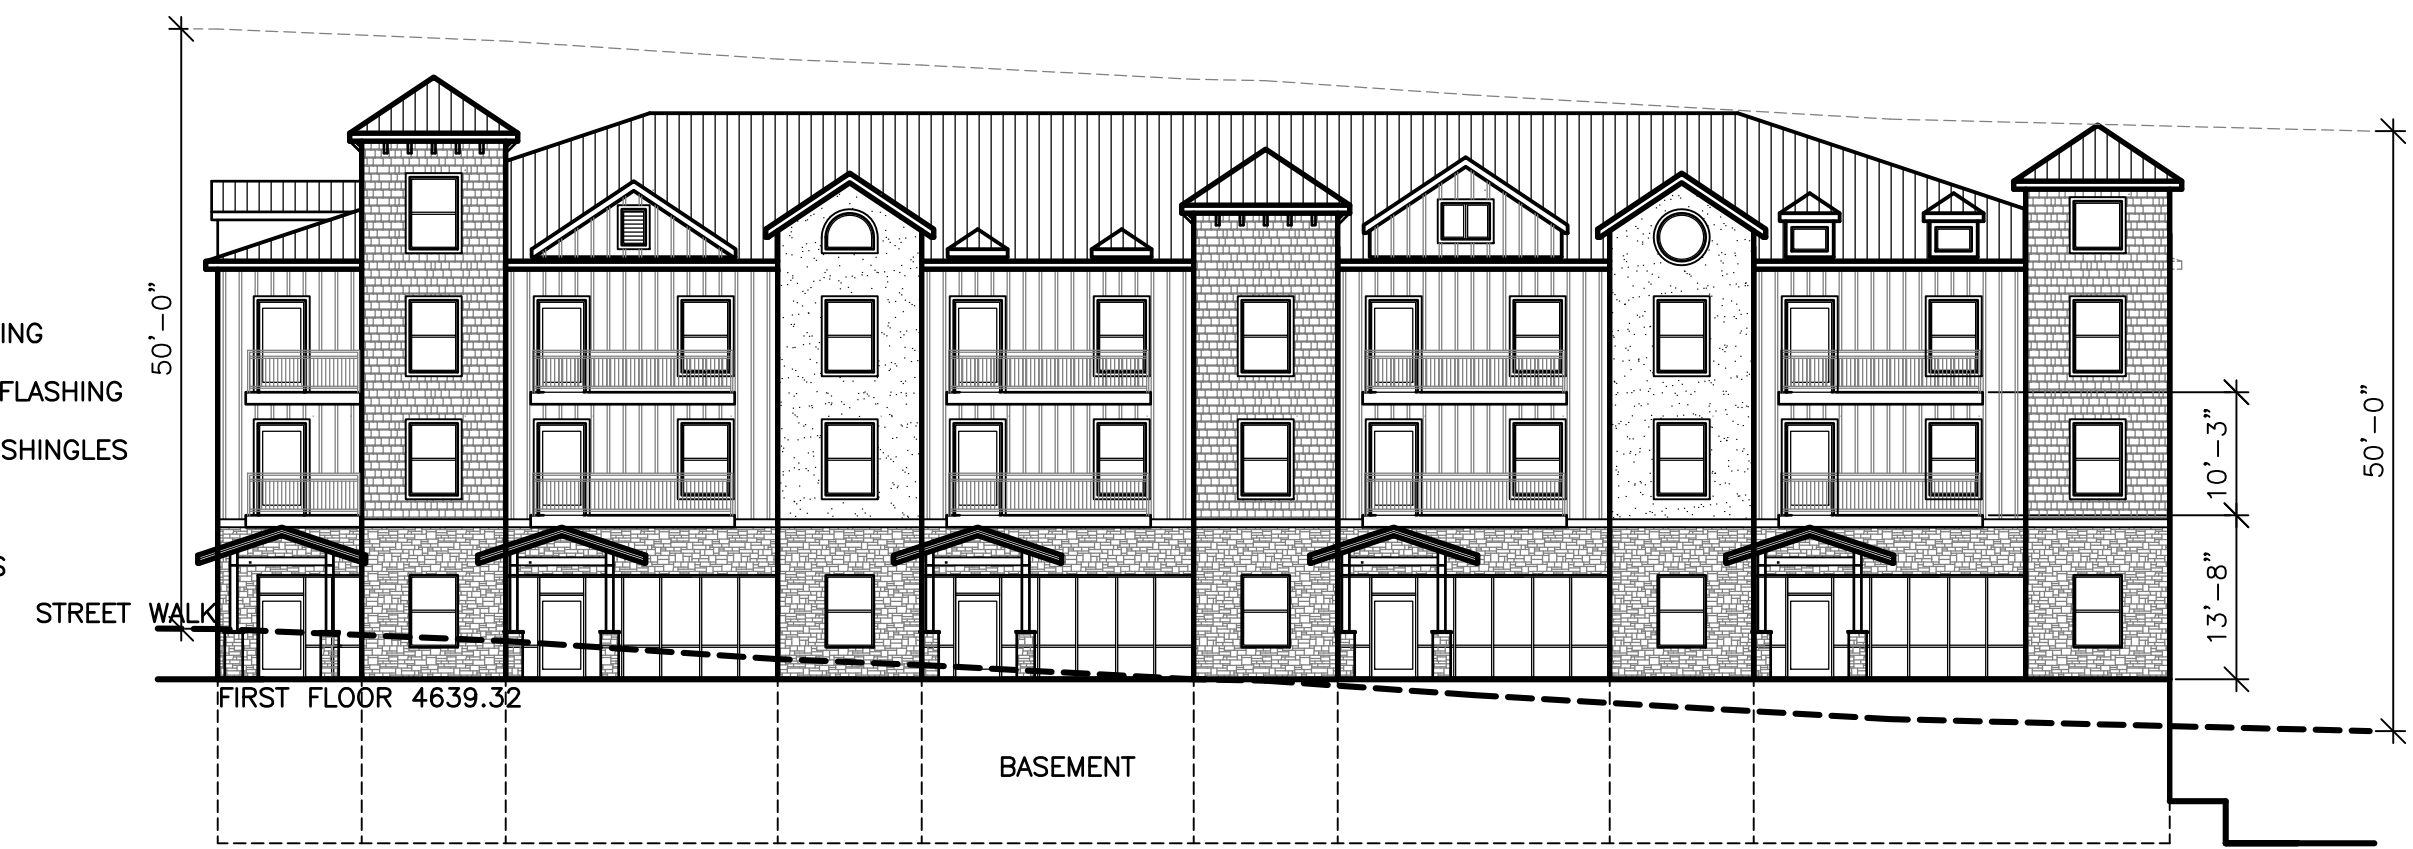 50'-0"
ING
FLASHING
SHINGLES
S
STREET WALK
FIRST FLOOR 4639.32
BASEMENT
10'-3"
13'-8"
50'-0"